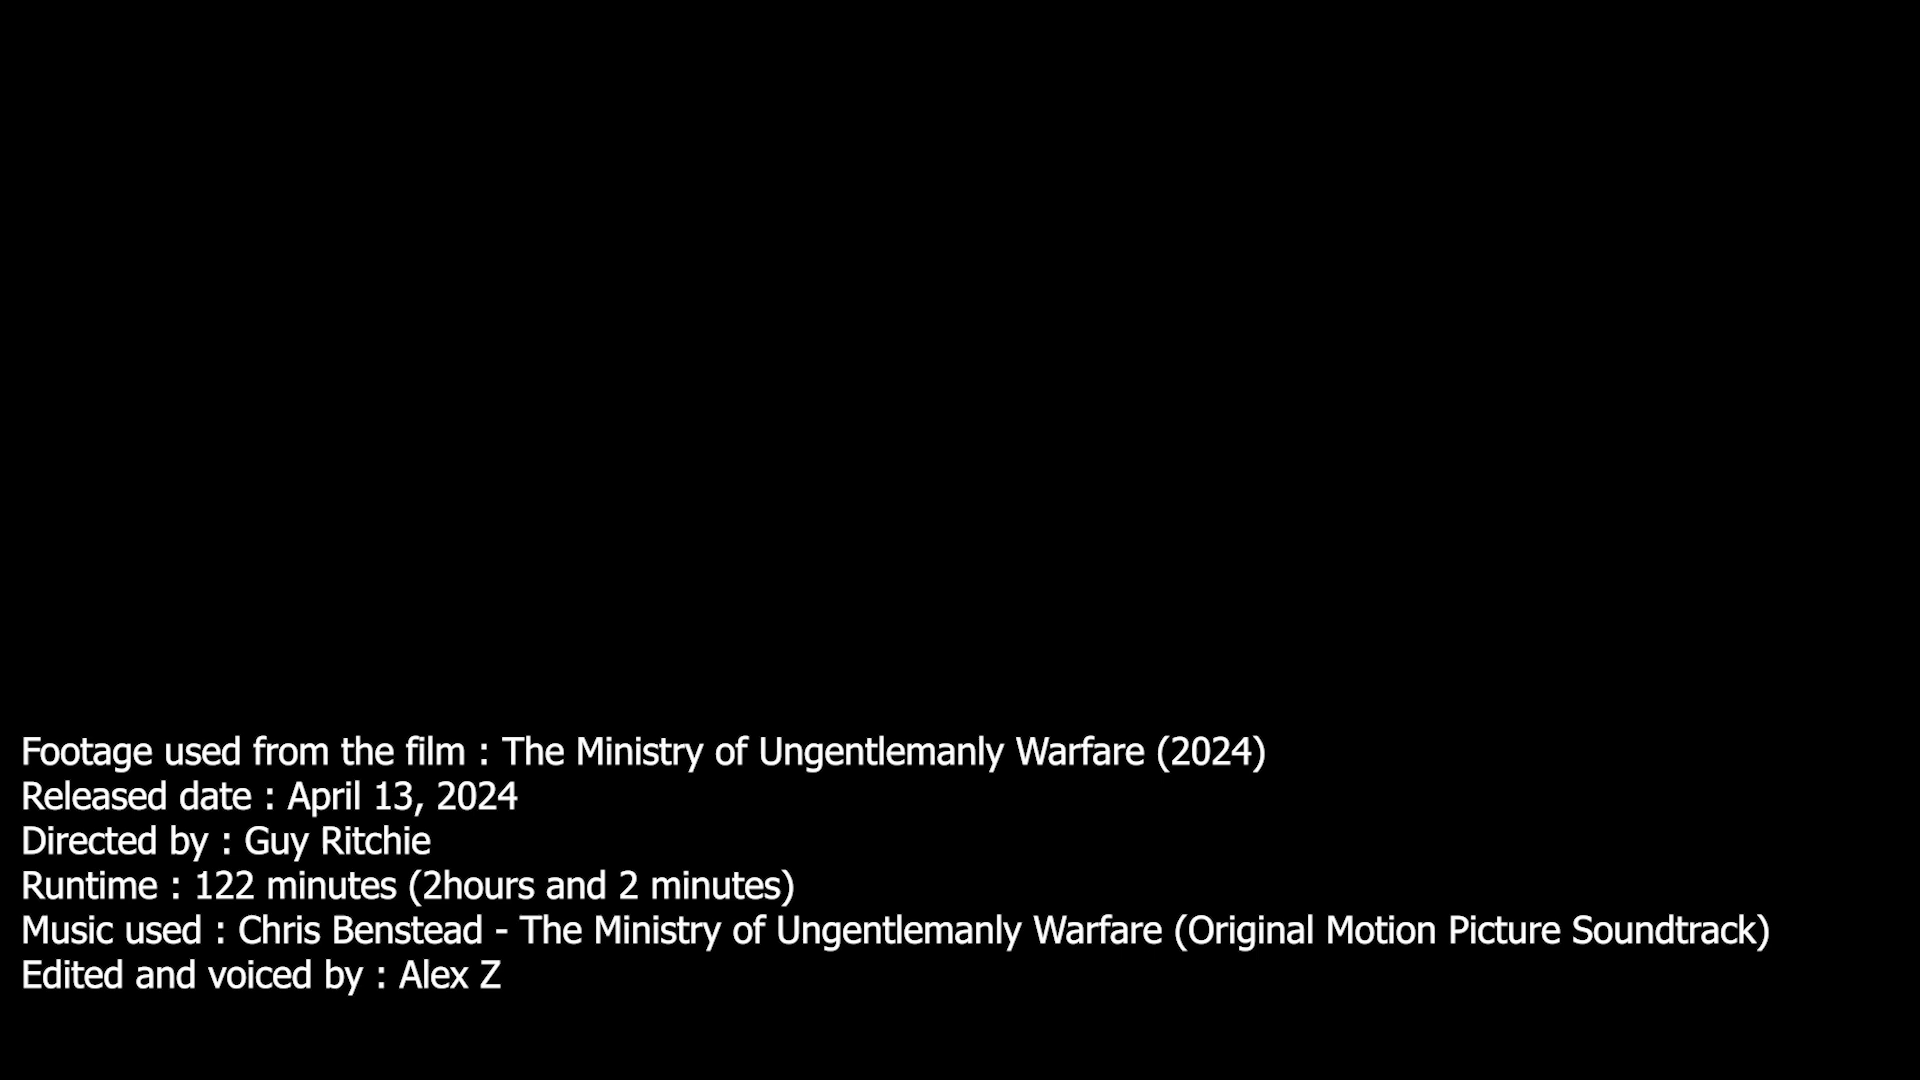 Footage used from the film : The Ministry of Ungentlemanly Warfare (2024)
Released date : April 13, 2024
Directed by : Guy Ritchie
Runtime : 122 minutes (2hours and 2 minutes)
Music used : Chris Benstead - The Ministry of Ungentlemanly Warfare (Original Motion Picture Soundtrack)
Edited and voiced by : Alex Z